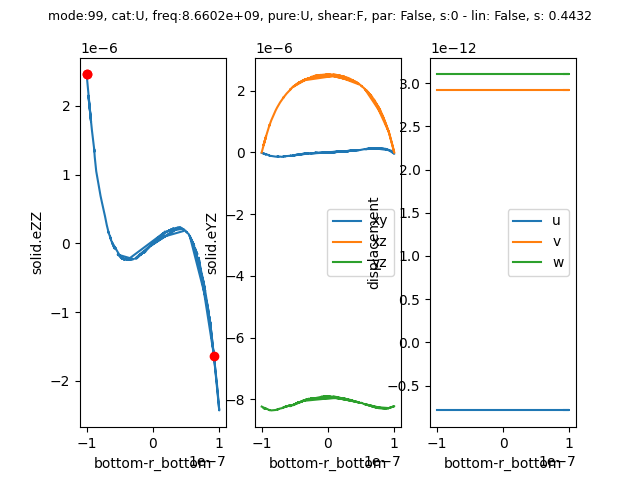 mode:99, cat:U, freq:8.6602e+09, pure:U, shear:F, par: False, s:0 - lin: False, s: 0.4432
1e−6
2
1
0
−1
−2
solid.eZZ
−1
0
1
1e−7
bottom-r_bottom
1e−6
2
0
−2
−4
−6
−8
solid.eYZ
xy
xz
yz
−1
0
1
1e−7
bottom-r_bottom
1e−12
3.0
2.5
2.0
1.5
1.0
0.5
0.0
−0.5
displacement
u
v
w
−1
0
1
1e−7
bottom-r_bottom